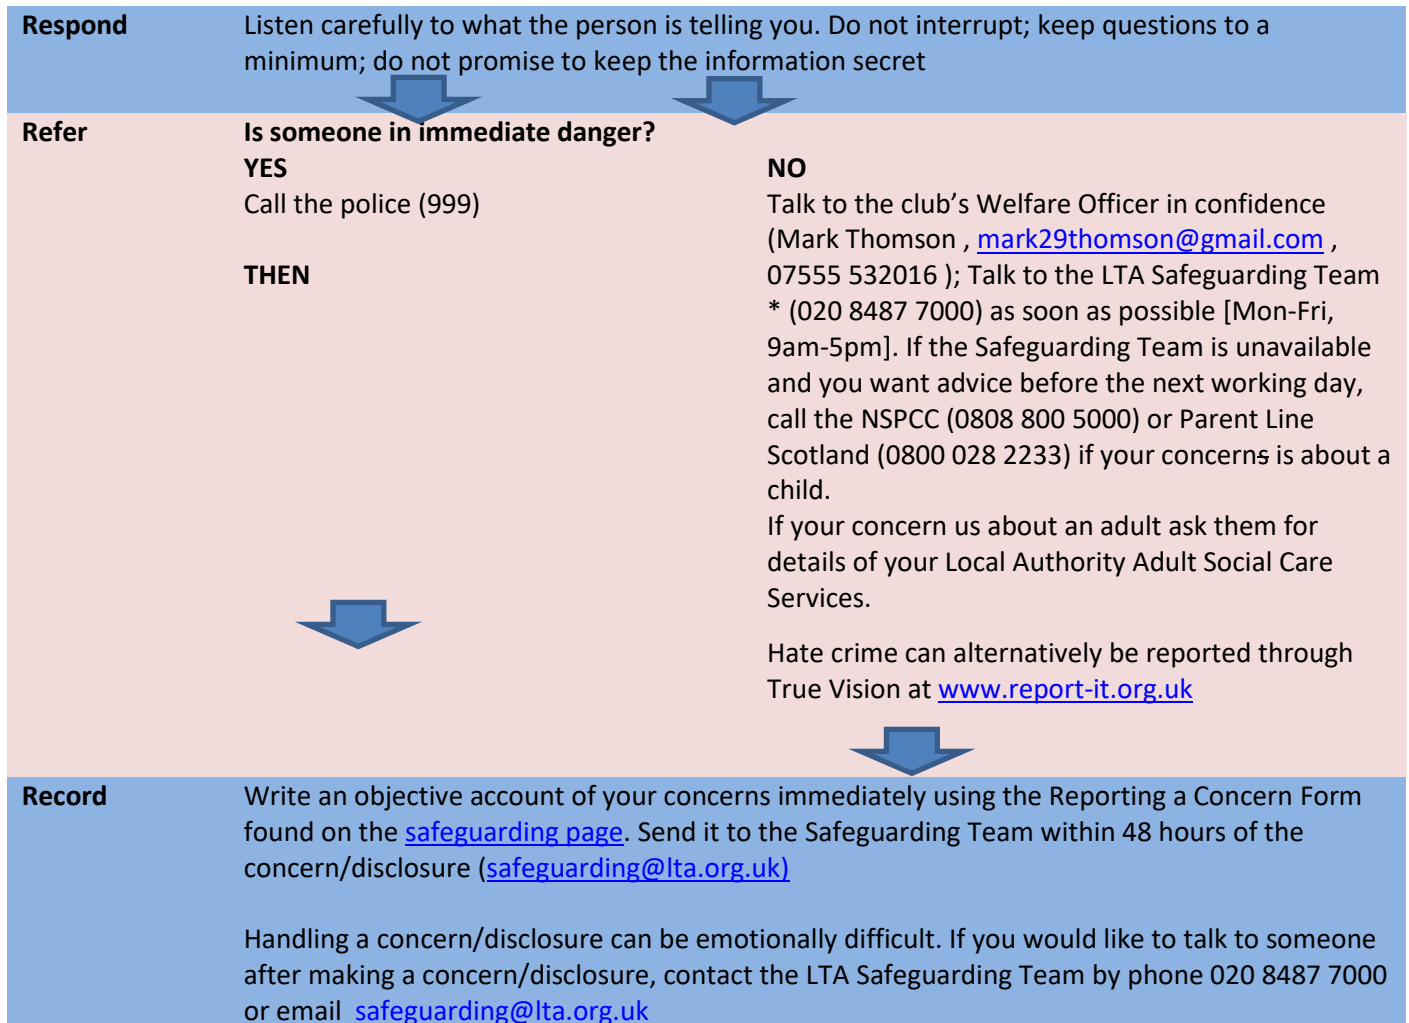 Respond
Listen carefully to what the person is telling you. Do not interrupt; keep questions to a
minimum; do not promise to keep the information secret
Refer
Is someone in immediate danger?
YES
Call the police (999)
THEN
NO
Talk to the club’s Welfare Officer in confidence
(Mark Thomson , mark29thomson@gmail.com ,
07555 532016 ); Talk to the LTA Safeguarding Team
* (020 8487 7000) as soon as possible [Mon-Fri,
9am-5pm]. If the Safeguarding Team is unavailable
and you want advice before the next working day,
call the NSPCC (0808 800 5000) or Parent Line
Scotland (0800 028 2233) if your concerns is about a
child.
If your concern us about an adult ask them for
details of your Local Authority Adult Social Care
Services.
Hate crime can alternatively be reported through
True Vision at www.report-it.org.uk
Record
Write an objective account of your concerns immediately using the Reporting a Concern Form
found on the safeguarding page. Send it to the Safeguarding Team within 48 hours of the
concern/disclosure (safeguarding@lta.org.uk)
Handling a concern/disclosure can be emotionally difficult. If you would like to talk to someone
after making a concern/disclosure, contact the LTA Safeguarding Team by phone 020 8487 7000
or email  safeguarding@lta.org.uk